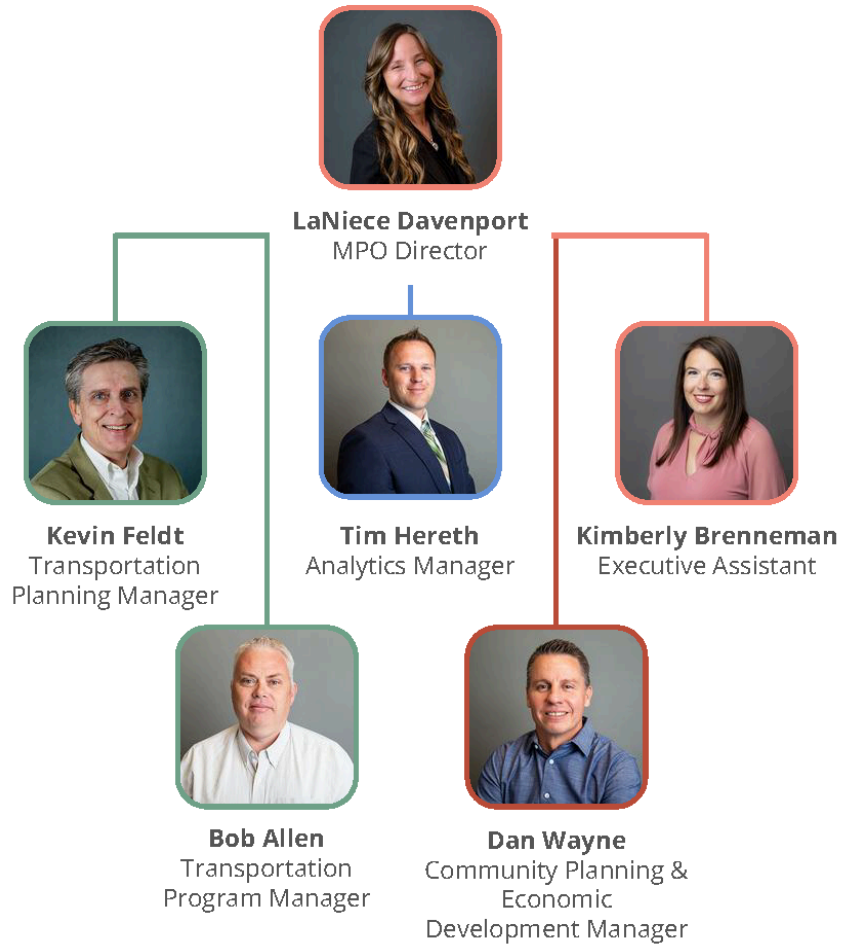 LaNiece Davenport
MPO Director
Kevin Feldt
Transportation
Planning Manager
Tim Hereth
Analytics Manager
Kimberly Brenneman
Executive Assistant
Bob Allen
Transportation
Program Manager
Dan Wayne
Community Planning &
Economic
Development Manager